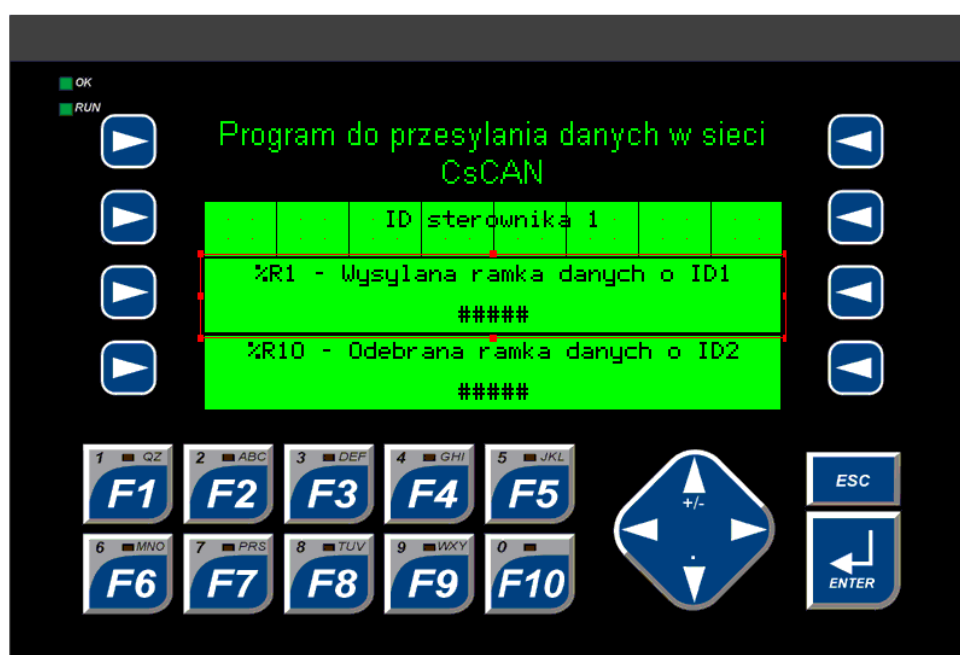 OK
RUN
Program do przesylania danych w sieci
CsCAN
ID sterownika 1
%R1 - Wysylana ramka danych o ID1
#####
%R10 - Odebrana ramka danych o ID2
#####
1 QZ 2 ABC 3 DEF 4 GHI 5 JKL
F1 F2 F3 F4 F5
+/-
ESC
6 MNO 7 PRS 8 TUV 9 WXY 0
F6 F7 F8 F9 F10
.
ENTER